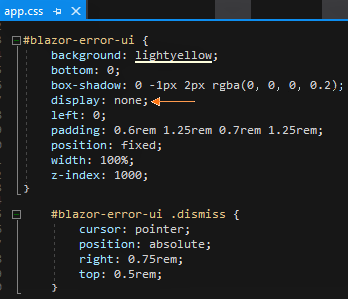 app.css
#blazor-error-ui {
background: lightyellow;
bottom: 0;
box-shadow: 0 -1px 2px rgba(0, 0, 0, 0.2);
display: none;
left: 0;
padding: 0.6rem 1.25rem 0.7rem 1.25rem;
position: fixed;
width: 100%;
z-index: 1000;
}
#blazor-error-ui .dismiss {
cursor: pointer;
position: absolute;
right: 0.75rem;
top: 0.5rem;
}